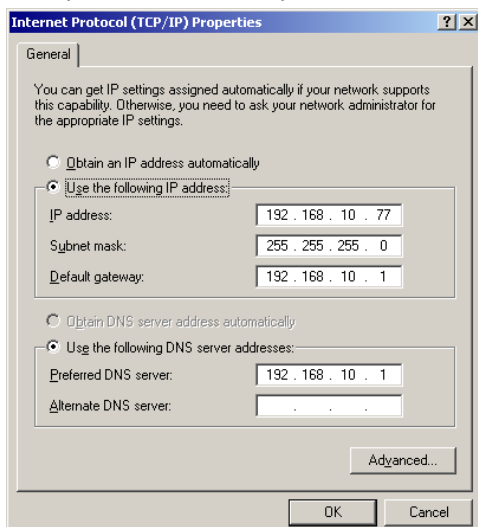 Internet Protocol (TCP/IP) Properties
General
You can get IP settings assigned automatically if your network supports
this capability. Otherwise, you need to ask your network administrator for
the appropriate IP settings.
Obtain an IP address automatically
Use the following IP address:
IP address: 192 . 168 . 10 . 77
Subnet mask: 255 . 255 . 255 . 0
Default gateway: 192 . 168 . 10 . 1
Obtain DNS server address automatically
Use the following DNS server addresses:
Preferred DNS server: 192 . 168 . 10 . 1
Alternate DNS server: . . .
Advanced...
OK Cancel